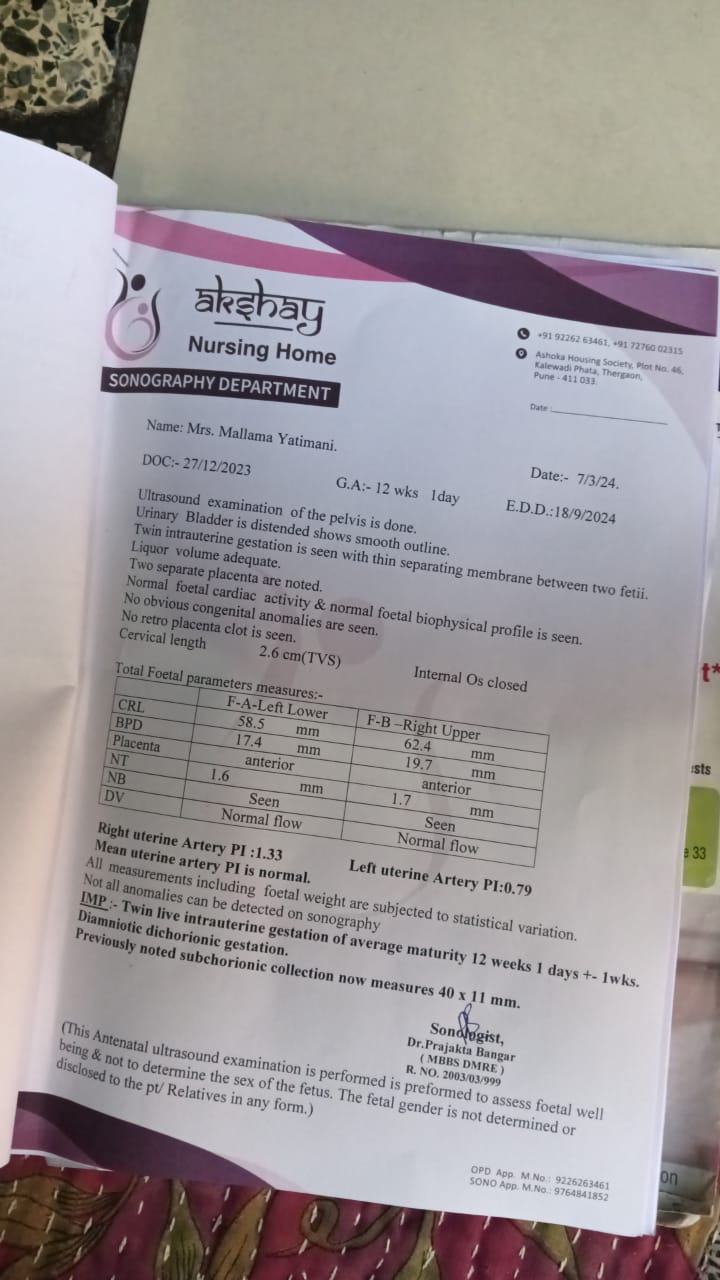 akshay
Nursing Home
SONOGRAPHY DEPARTMENT
+91 92262 63461, +91 72760 02315
Ashoka Housing Society, Plot No. 46,
Kalewadi Phata, Thergaon,
Pune - 411 033.
Date :
Name: Mrs. Mallama Yatimani.
Date:- 7/3/24.
DOC:- 27/12/2023 G.A:- 12 wks 1day E.D.D.:18/9/2024
Ultrasound examination of the pelvis is done.
Urinary Bladder is distended shows smooth outline.
Twin intrauterine gestation is seen with thin separating membrane between two fetii.
Liquor volume adequate.
Two separate placenta are noted.
Normal foetal cardiac activity & normal foetal biophysical profile is seen.
No obvious congenital anomalies are seen.
No retro placenta clot is seen.
Cervical length 2.6 cm(TVS) Internal Os closed
Total Foetal parameters measures:-
F-A-Left Lower F-B –Right Upper
CRL 58.5 mm 62.4 mm
BPD 17.4 mm 19.7 mm
Placenta anterior anterior
NT 1.6 mm 1.7 mm
NB Seen Seen
DV Normal flow Normal flow
Right uterine Artery PI :1.33 Left uterine Artery PI:0.79
Mean uterine artery PI is normal.
All measurements including foetal weight are subjected to statistical variation.
Not all anomalies can be detected on sonography
IMP :- Twin live intrauterine gestation of average maturity 12 weeks 1 days +- 1wks.
Diamniotic dichorionic gestation.
Previously noted subchorionic collection now measures 40 x 11 mm.
Sonologist,
Dr.Prajakta Bangar
( MBBS DMRE )
R. NO. 2003/03/999
(This Antenatal ultrasound examination is performed is preformed to assess foetal well
being & not to determine the sex of the fetus. The fetal gender is not determined or
disclosed to the pt/ Relatives in any form.)
OPD App. M.No.: 9226263461
SONO App. M.No.: 9764841852
t*
sts
e 33
on